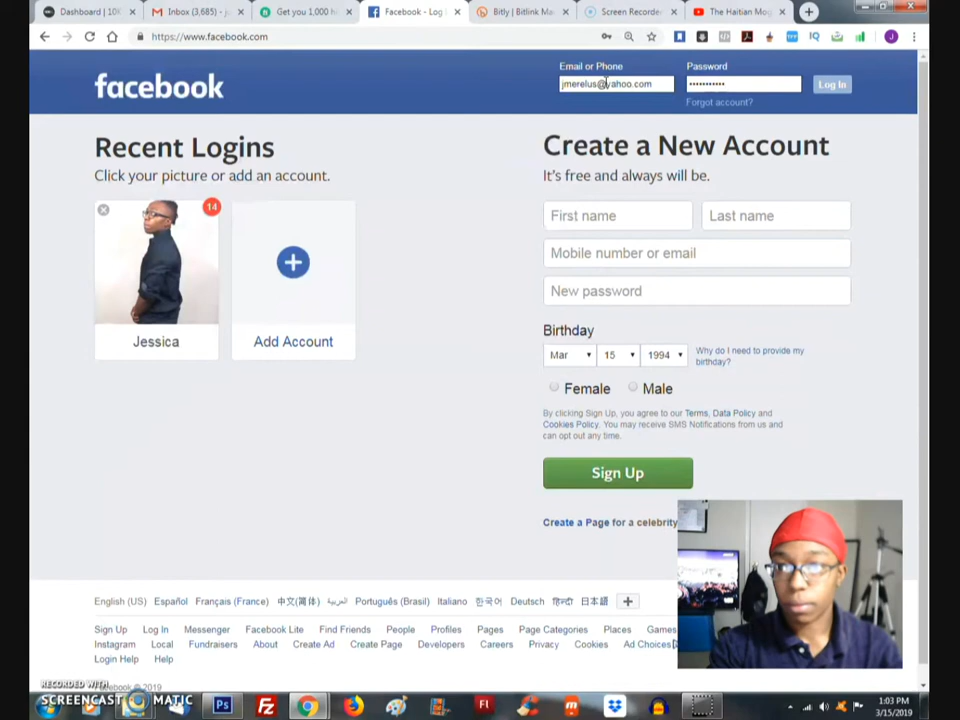 Dashboard | 10K
Inbox (3,685) - j
Get you 1,000 h
Facebook - Log
Bitly | Bitlink Ma
Screen Recorder
The Haitian Mog
https://www.facebook.com
IQ
J
facebook
Email or Phone
Password
jmerelus@yahoo.com
•••••••••••
Log In
Forgot account?
Recent Logins
Click your picture or add an account.
14
Jessica
Add Account
Create a New Account
It's free and always will be.
First name
Last name
Mobile number or email
New password
Birthday
Mar 15 1994
Why do I need to provide my
birthday?
Female Male
By clicking Sign Up, you agree to our Terms, Data Policy and
Cookies Policy. You may receive SMS Notifications from us and
can opt out any time.
Sign Up
Create a Page for a celebrity
English (US) Español Français (France) 中文(简体) العربية Português (Brasil) Italiano 한국어 Deutsch हिन्दी 日本語
Sign Up Log In Messenger Facebook Lite Find Friends People Profiles Pages Page Categories Places Games
Instagram Local Fundraisers About Create Ad Create Page Developers Careers Privacy Cookies Ad Choices
Login Help Help
Facebook © 2019
RECORDED WITH
SCREENCAST MATIC
Ps
Fz
Fl
1:03 PM
3/15/2019